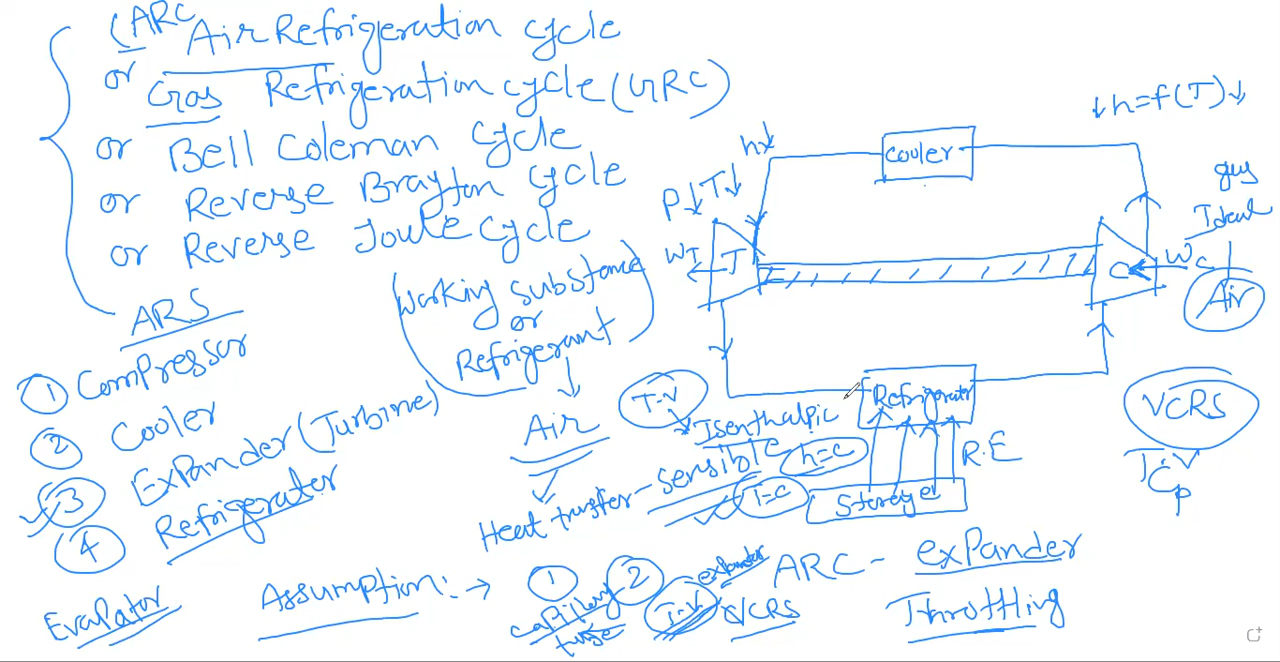 (ARC Air Refrigeration cycle
or Gas Refrigeration cycle (GRC)
or Bell Coleman Cycle
or Reverse Brayton cycle
or Reverse Joule Cycle
ARS
① Compressor
② Cooler
③ Expander (Turbine)
④ Refrigerator
Evaprator
(Working substance
or
Refrigerant)
↓
Air
Heat transfer - sensible
T-V
Isenthalpic
h=c
T=c
h↓
P↓ T↓
WT
T
cooler
↓h=f(T)↓
gas
Ideal
Air
C
Wc
Refrigerator
R.E
Storage
VCRS
T-V
Cp
Assumption: →
① ②
capillary
tube
T-V
expander
VCRS
ARC - expander
Throttling